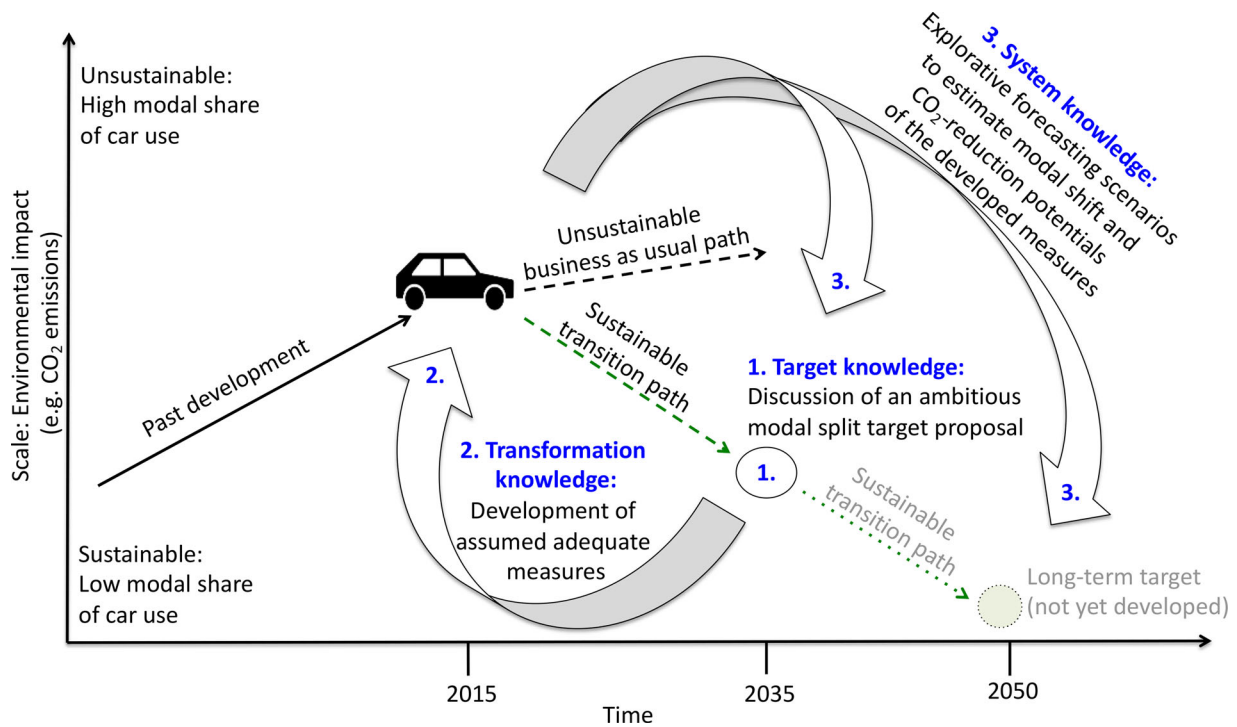 Unsustainable:
High modal share
of car use
3. System knowledge:
Explorative forecasting scenarios
to estimate modal shift and
CO₂-reduction potentials
of the developed measures
Scale: Environmental impact
(e.g. CO₂ emissions)
Unsustainable
business as usual path
3.
Past development
Sustainable
transition path
2.
1. Target knowledge:
Discussion of an ambitious
modal split target proposal
2. Transformation
knowledge:
Development of
assumed adequate
measures
1.
3.
Sustainable
transition path
Sustainable:
Low modal share
of car use
Long-term target
(not yet developed)
2015
2035
2050
Time